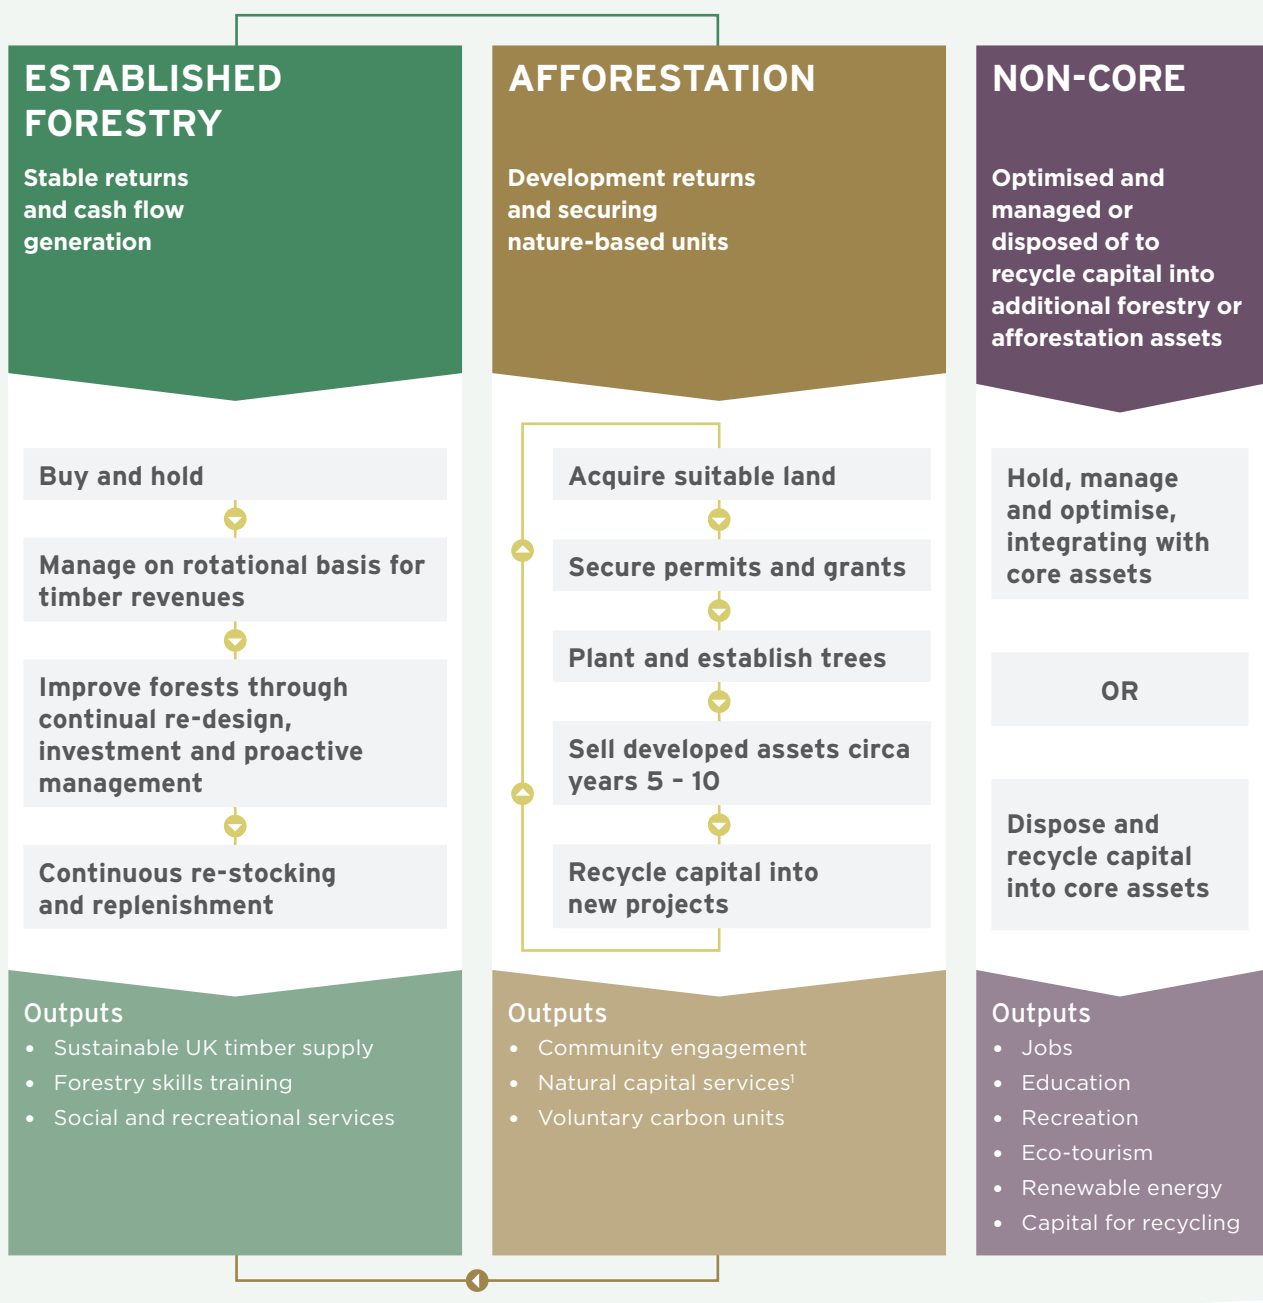 ESTABLISHED
FORESTRY
Stable returns
and cash flow
generation
Buy and hold
Manage on rotational basis for
timber revenues
Improve forests through
continual re-design,
investment and proactive
management
Continuous re-stocking
and replenishment
Outputs
• Sustainable UK timber supply
• Forestry skills training
• Social and recreational services
AFFORESTATION
Development returns
and securing
nature-based units
Acquire suitable land
Secure permits and grants
Plant and establish trees
Sell developed assets circa
years 5 – 10
Recycle capital into
new projects
Outputs
• Community engagement
• Natural capital services¹
• Voluntary carbon units
NON-CORE
Optimised and
managed or
disposed of to
recycle capital into
additional forestry or
afforestation assets
Hold, manage
and optimise,
integrating with
core assets
OR
Dispose and
recycle capital
into core assets
Outputs
• Jobs
• Education
• Recreation
• Eco-tourism
• Renewable energy
• Capital for recycling